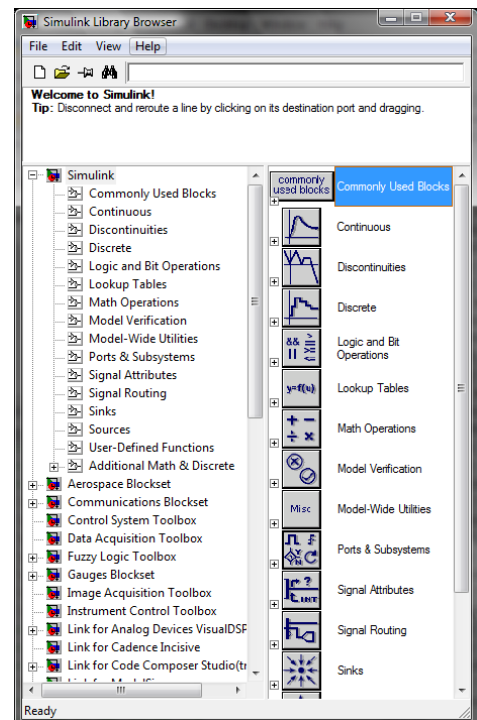 Simulink Library Browser
File Edit View Help
Welcome to Simulink!
Tip: Disconnect and reroute a line by clicking on its destination port and dragging.
Simulink
Commonly Used Blocks
Continuous
Discontinuities
Discrete
Logic and Bit Operations
Lookup Tables
Math Operations
Model Verification
Model-Wide Utilities
Ports & Subsystems
Signal Attributes
Signal Routing
Sinks
Sources
User-Defined Functions
Additional Math & Discrete
Aerospace Blockset
Communications Blockset
Control System Toolbox
Data Acquisition Toolbox
Fuzzy Logic Toolbox
Gauges Blockset
Image Acquisition Toolbox
Instrument Control Toolbox
Link for Analog Devices VisualDSP
Link for Cadence Incisive
Link for Code Composer Studio(tr
commonly
used blocks
Commonly Used Blocks
Continuous
Discontinuities
Discrete
&& >=
|| <=
Logic and Bit
Operations
y=f(u)
Lookup Tables
+ −
÷ ×
Math Operations
Model Verification
Misc
Model-Wide Utilities
Ports & Subsystems
?
INT
Signal Attributes
Signal Routing
Sinks
Ready